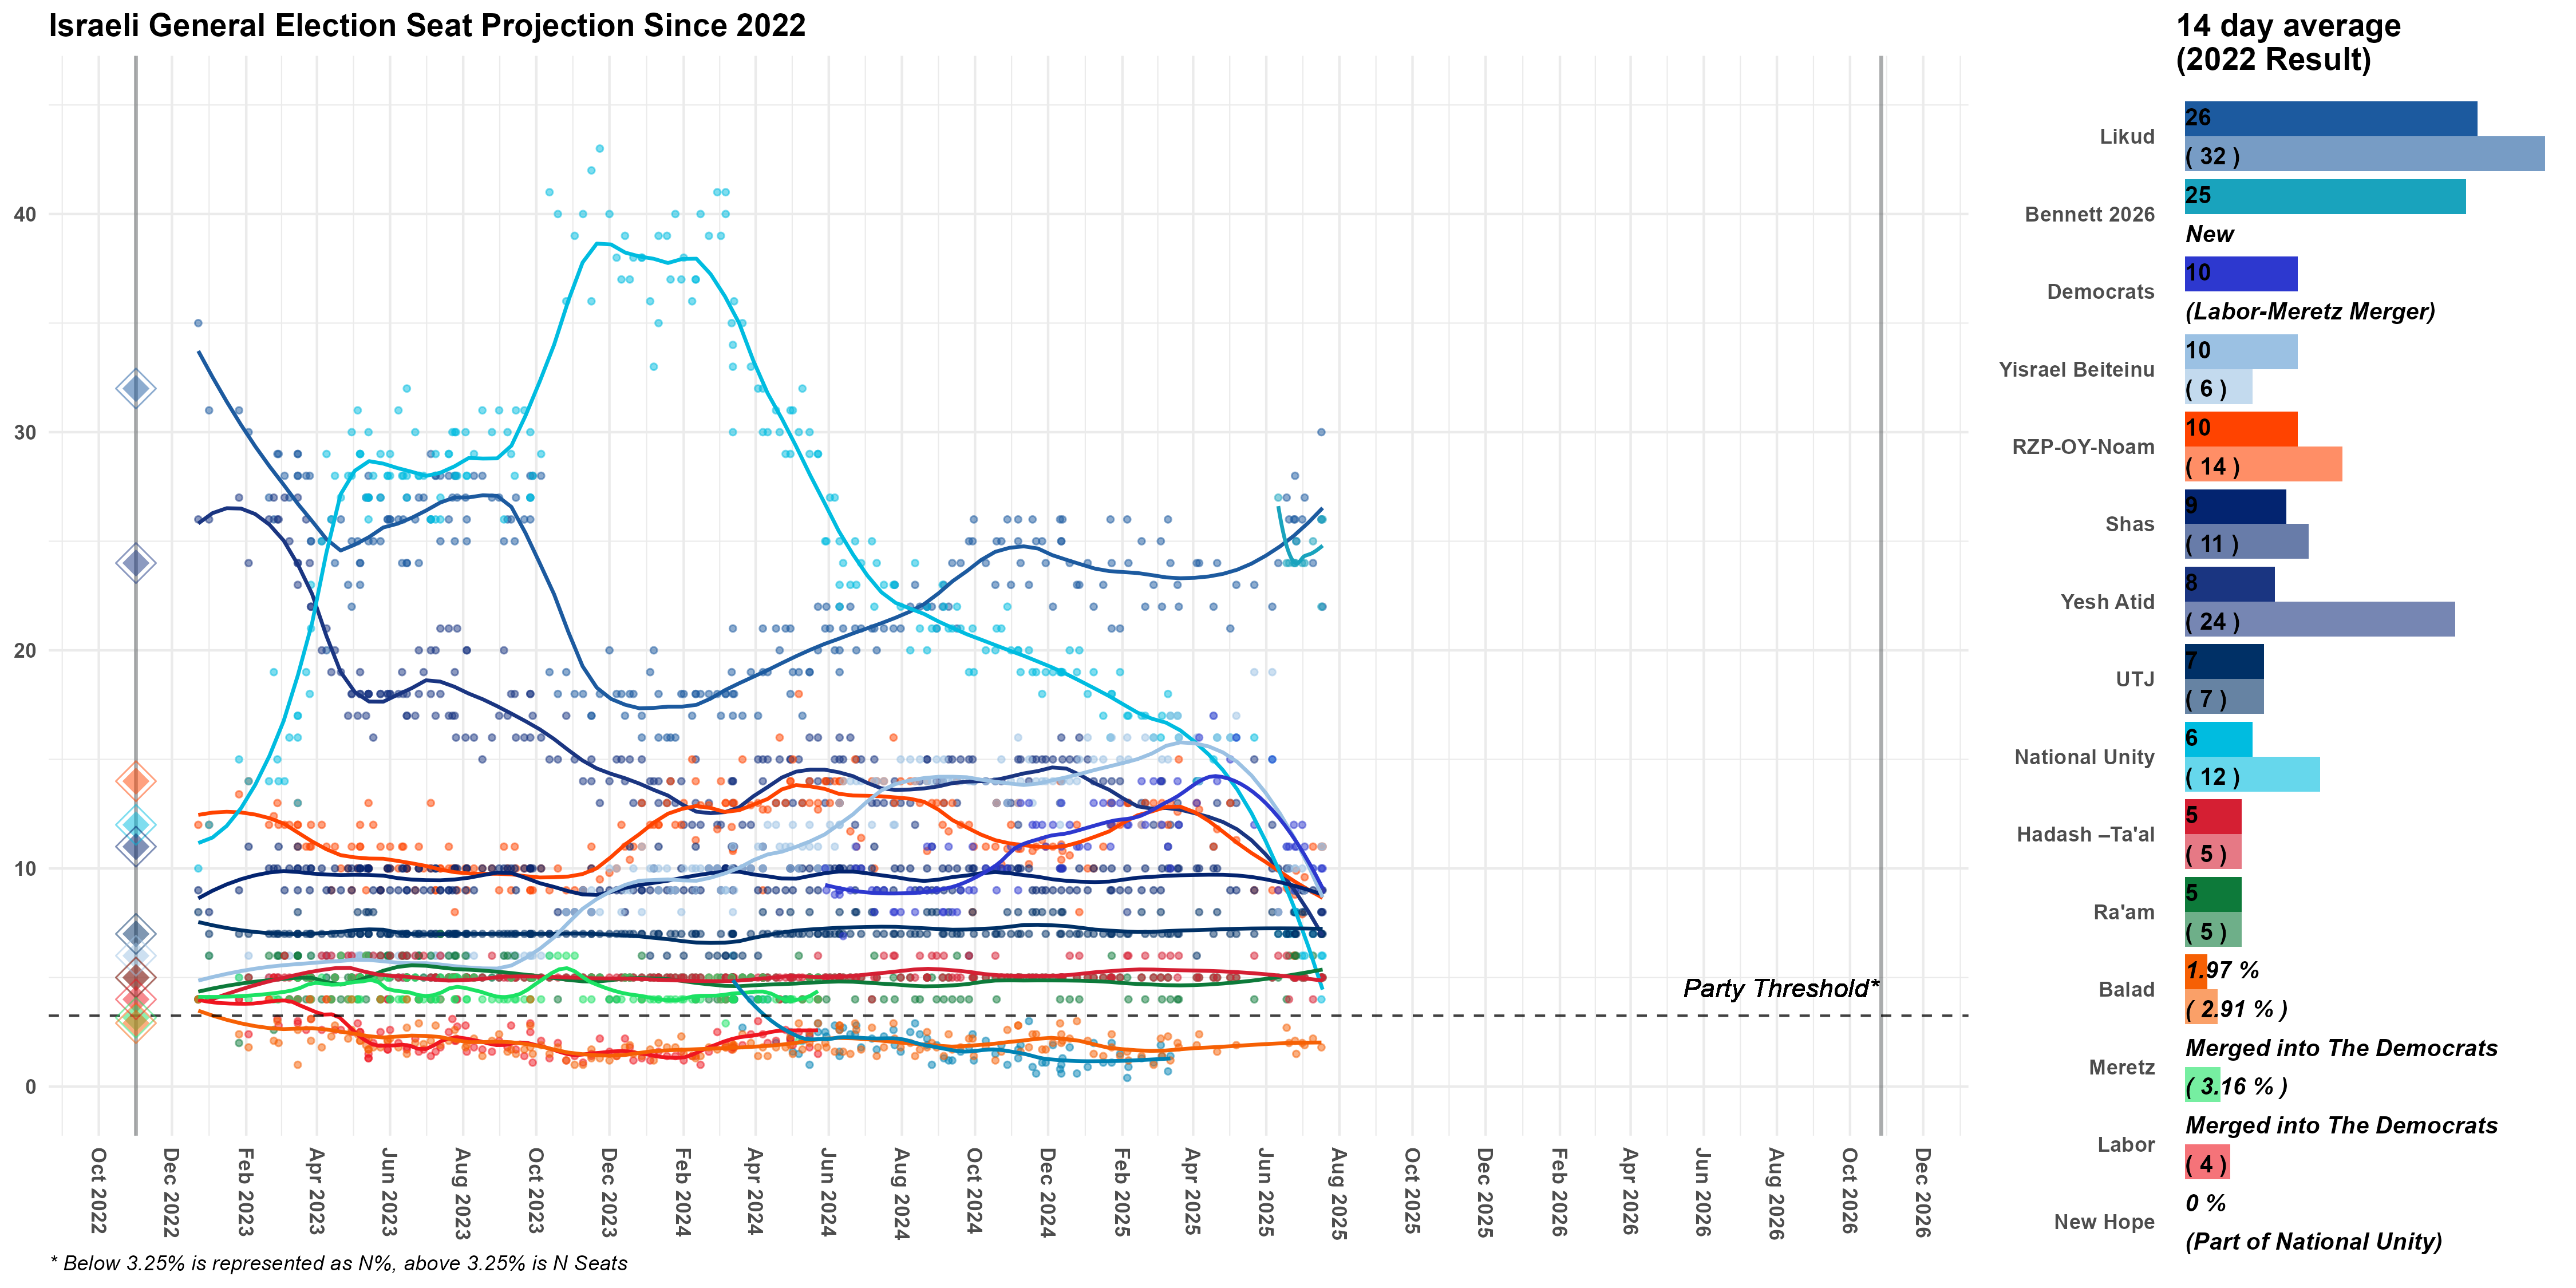 Israeli General Election Seat Projection Since 2022
14 day average
(2022 Result)
40
30
20
10
0
Party Threshold*
Oct 2022
Dec 2022
Feb 2023
Apr 2023
Jun 2023
Aug 2023
Oct 2023
Dec 2023
Feb 2024
Apr 2024
Jun 2024
Aug 2024
Oct 2024
Dec 2024
Feb 2025
Apr 2025
Jun 2025
Aug 2025
Oct 2025
Dec 2025
Feb 2026
Apr 2026
Jun 2026
Aug 2026
Oct 2026
Dec 2026
* Below 3.25% is represented as N%, above 3.25% is N Seats
Likud
26
( 32 )
Bennett 2026
25
New
Democrats
10
(Labor-Meretz Merger)
Yisrael Beiteinu
10
( 6 )
RZP-OY-Noam
10
( 14 )
Shas
9
( 11 )
Yesh Atid
8
( 24 )
UTJ
7
( 7 )
National Unity
6
( 12 )
Hadash –Ta'al
5
( 5 )
Ra'am
5
( 5 )
Balad
1.97 %
( 2.91 % )
Meretz
Merged into The Democrats
( 3.16 % )
Labor
Merged into The Democrats
( 4 )
New Hope
0 %
(Part of National Unity)